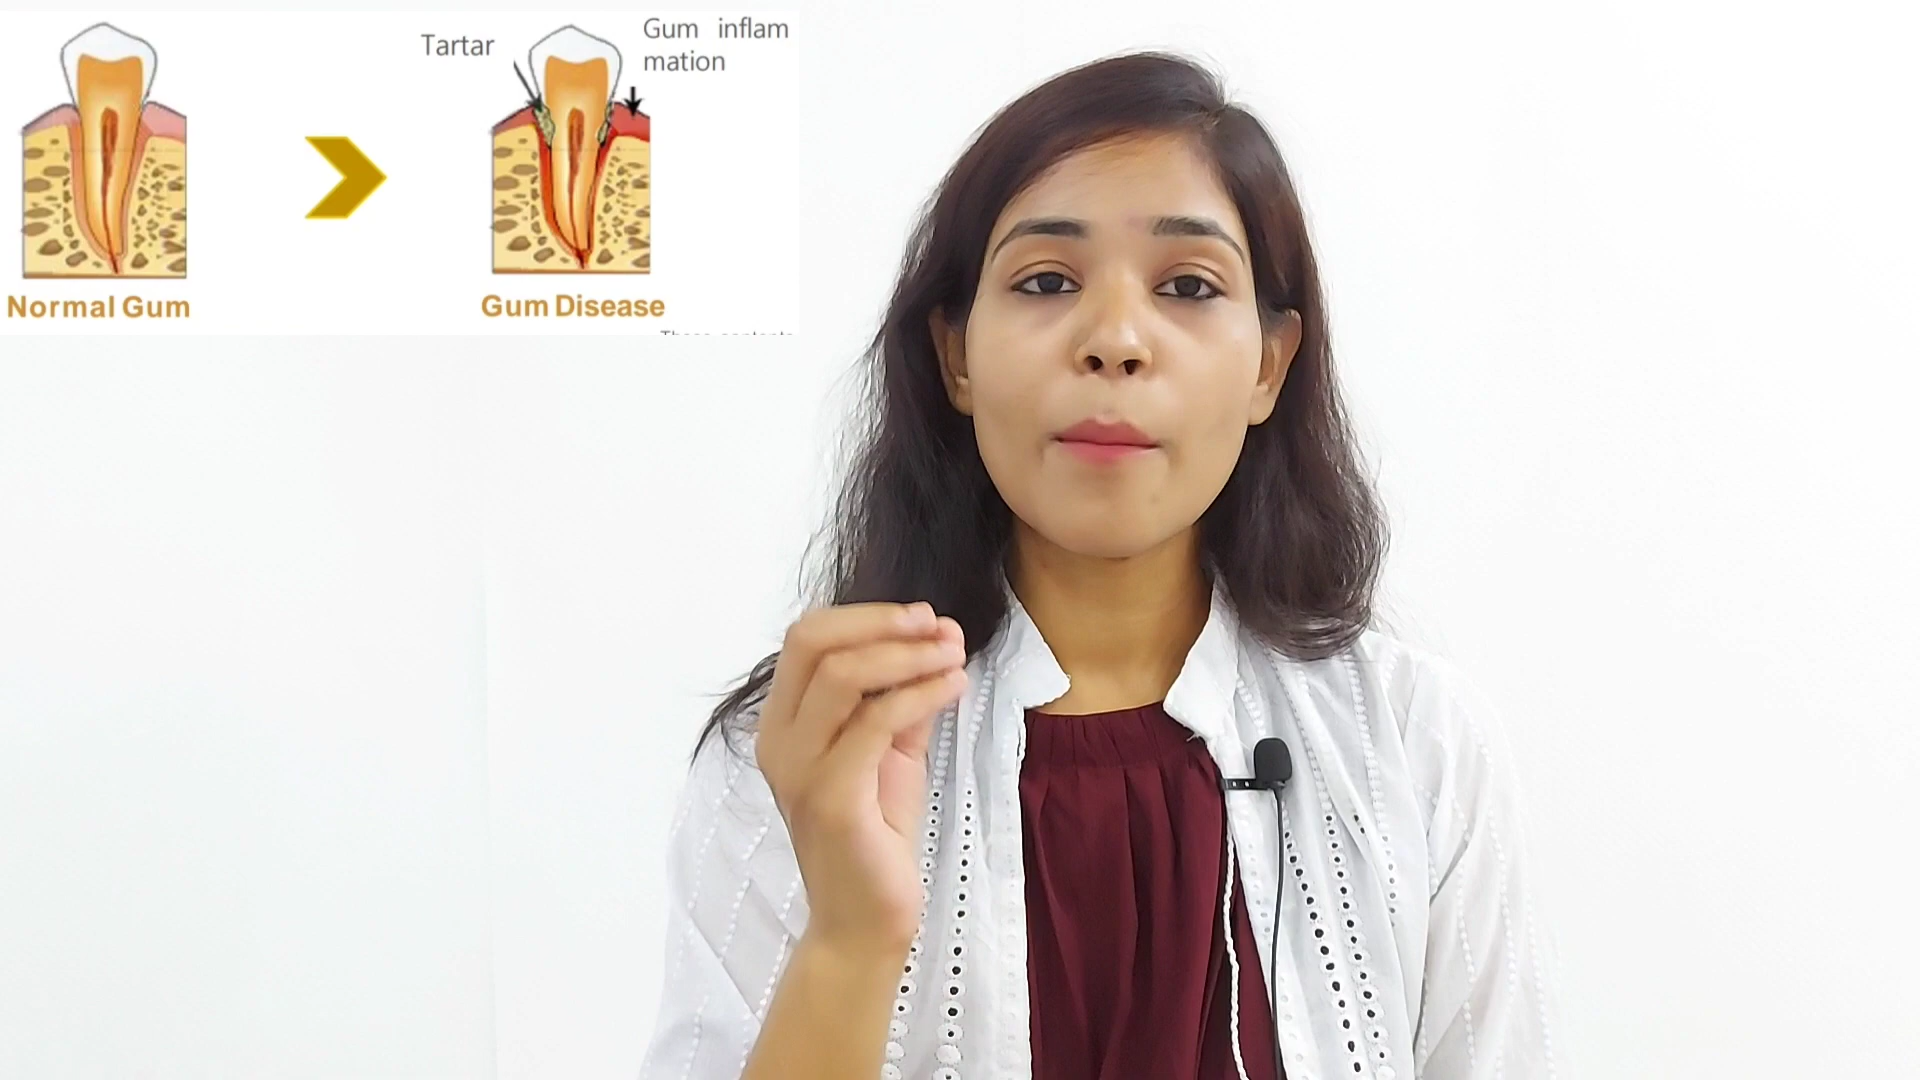 Tartar
Gum inflam
mation
Normal Gum
Gum Disease